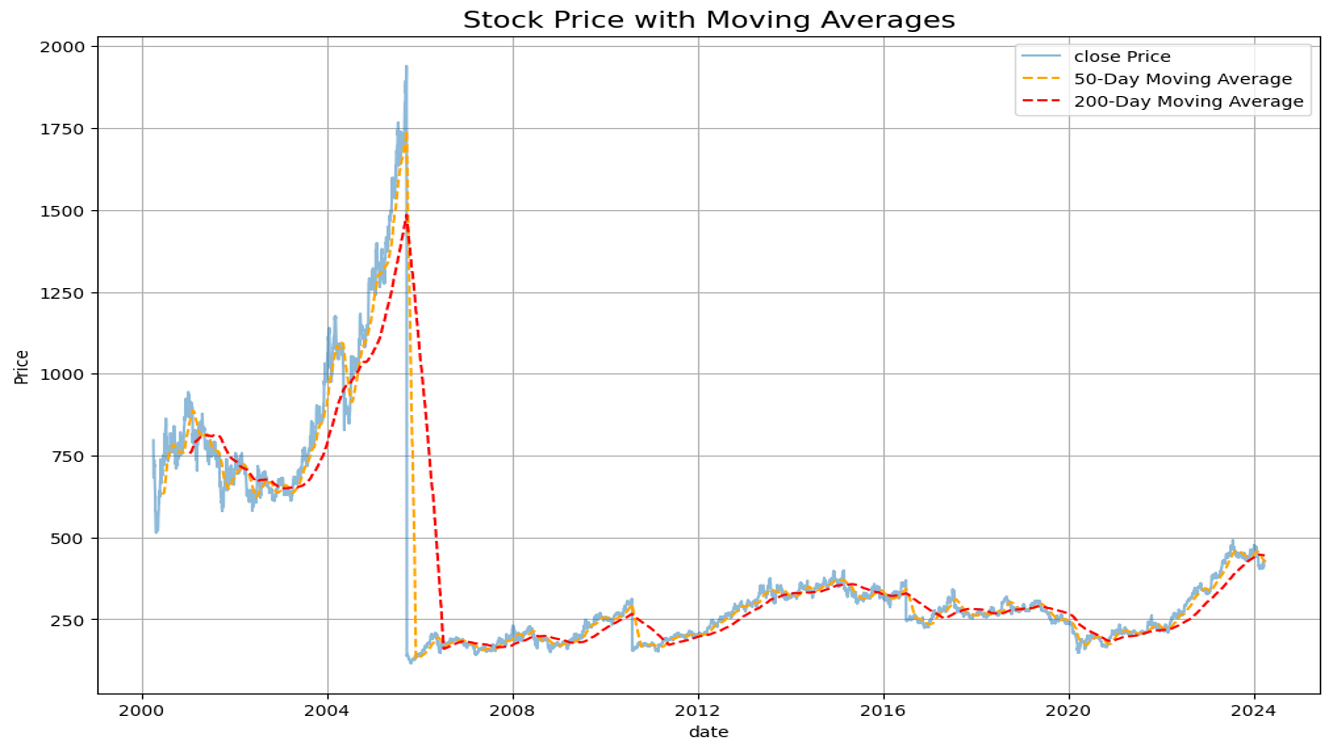 Stock Price with Moving Averages
close Price
50-Day Moving Average
200-Day Moving Average
2000
1750
1500
1250
1000
750
500
250
Price
2000 2004 2008 2012 2016 2020 2024
date